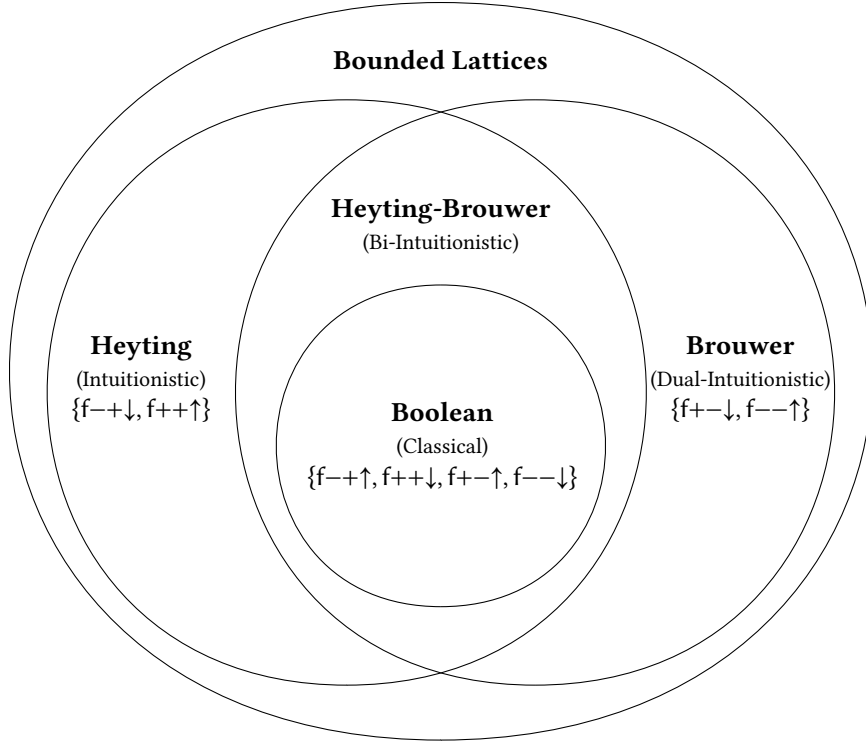 Bounded Lattices
Heyting-Brouwer
(Bi-Intuitionistic)
Heyting
(Intuitionistic)
{f−+↓, f++↑}
Brouwer
(Dual-Intuitionistic)
{f+−↓, f−−↑}
Boolean
(Classical)
{f−+↑, f++↓, f+−↑, f−−↓}